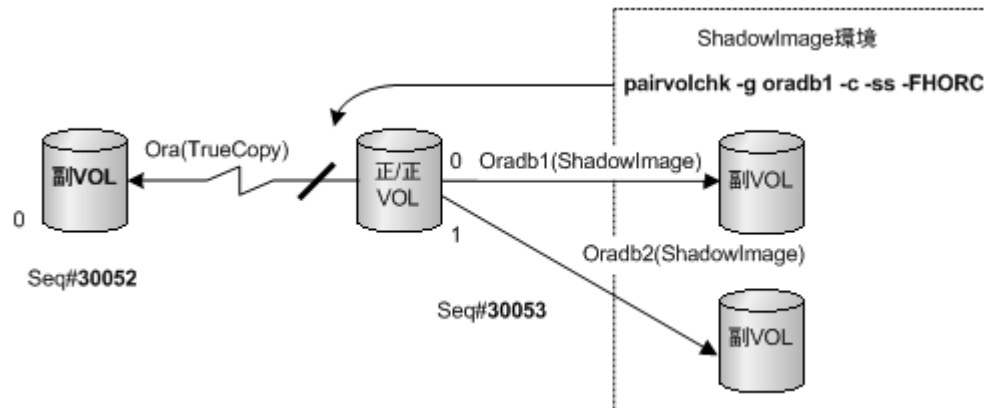 ShadowImage環境
pairvolchk -g oradb1 -c -ss -FHORC
Ora(TrueCopy)
副VOL
0
Seq#30052
正/正
VOL
0
1
Oradb1(ShadowImage)
副VOL
Oradb2(ShadowImage)
Seq#30053
副VOL